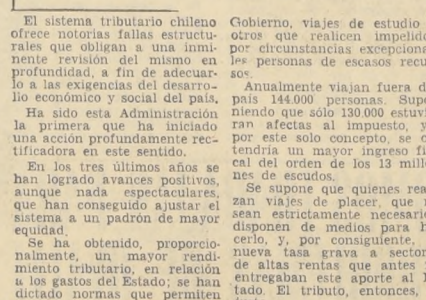 El sistema tributario chileno
ofrece notorias fallas estructu-
rales que obligan a una inmi-
nente revisión del mismo en
profundidad, a fin de adecuar-
lo a las exigencias del desarro-
llo económico y social del país.
Ha sido esta Administración
la primera que ha iniciado
una acción profundamente rec-
tificadora en este sentido.
En los tres últimos años se
han logrado avances positivos,
aunque nada espectaculares,
que han conseguido ajustar el
sistema a un padrón de mayor
equidad.
Se ha obtenido, proporcio-
nalmente, un mayor rendi-
miento tributario, en relación
a los gastos del Estado; se han
dictado normas que permiten
Gobierno, viajes de estudio
otros que realicen impelido
por circunstancias excepciona
les personas de escasos recu
sos.
Anualmente viajan fuera d
país 144.000 personas. Supo
niendo que sólo 130.000 estuvi
ran afectas al impuesto, y
por este solo concepto, se o
tendría un mayor ingreso fi
cal del orden de los 13 millo
nes de escudos.
Se supone que quienes rea
zan viajes de placer, que n
sean estrictamente necesario
disponen de medios para h
cerlo, y, por consiguiente,
nueva tasa grava a sector
de altas rentas que antes
entregaban este aporte al
tado. El tributo, entonces,